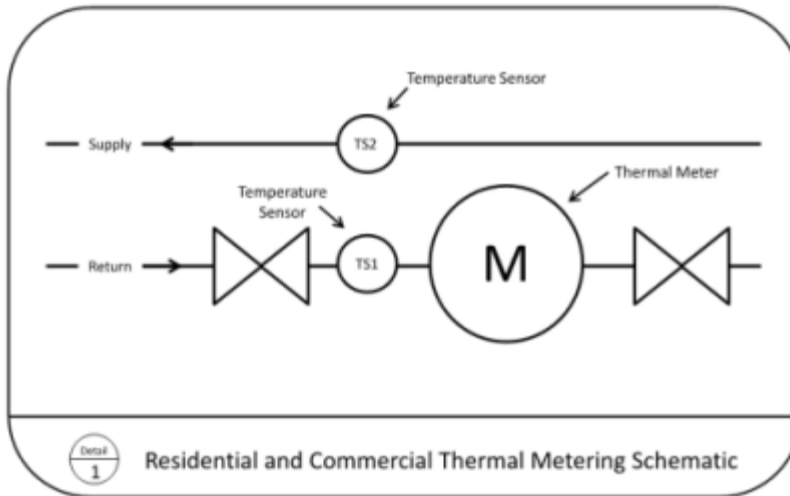 Temperature Sensor
Supply
TS2
Thermal Meter
Temperature
Sensor
Return
TS1
M
Detail
1
Residential and Commercial Thermal Metering Schematic